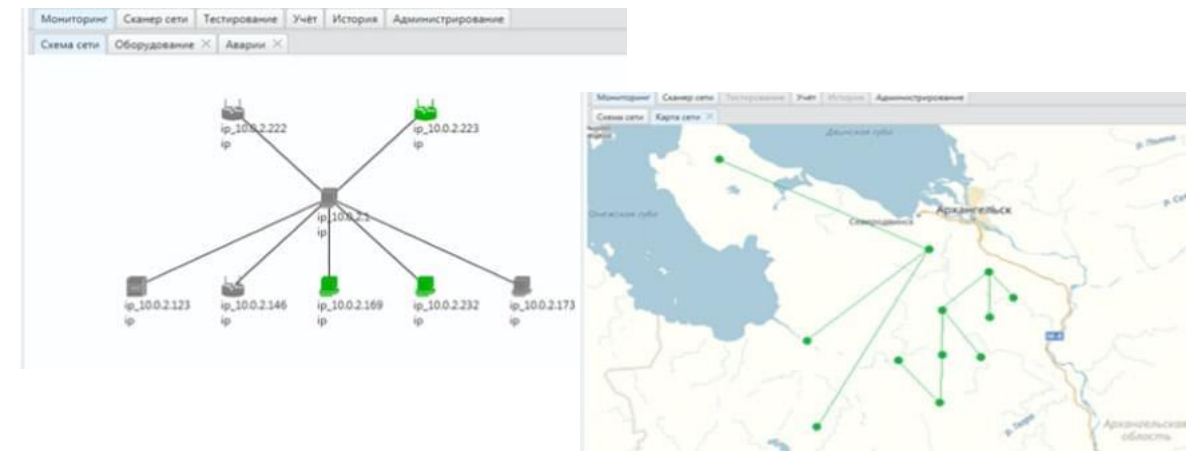 Мониторинг Сканер сети Тестирование Учёт История Администрирование
Схема сети Оборудование Аварии
ip_10.0.2.222
ip
ip_10.0.2.223
ip
ip_10.0.2.1
ip
ip_10.0.2.123
ip
ip_10.0.2.146
ip
ip_10.0.2.169
ip
ip_10.0.2.232
ip
ip_10.0.2.173
ip
Мониторинг Сканер сети Тестирование Учёт История Администрирование
Схема сети Карта сети
Двинская губа
Онежская губа
Архангельск
Северодвинск
Архангельская
область